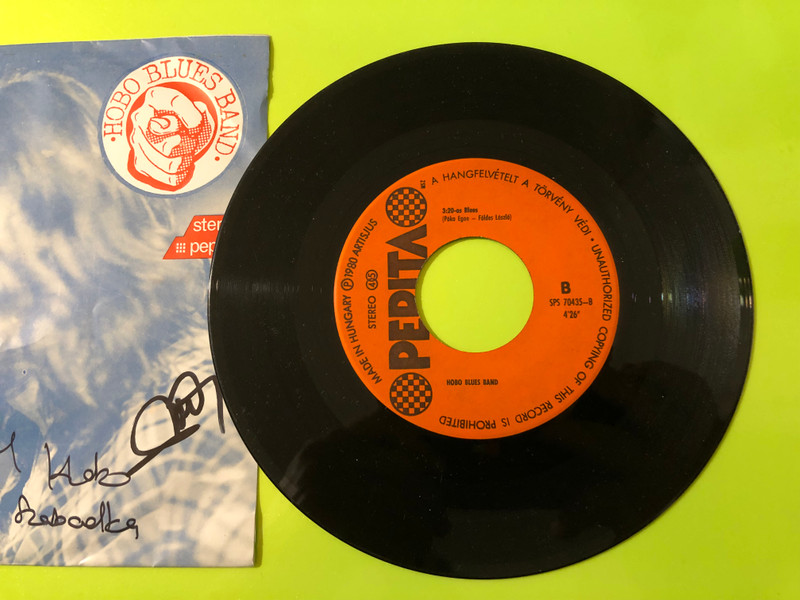 · HOBO BLUES BAND ·
ster
pep
Hobo
Szabadka
A HANGFELVÉTELT A TÖRVÉNY VÉDI · UNAUTHORIZED COPYING OF THIS RECORD IS PROHIBITED
MADE IN HUNGARY Ⓟ 1980 ARTISJUS
STEREO 45
PEPITA
3:20-as Blues
(Póka Egon – Földes László)
B
SPS 70435–B
4'26"
HOBO BLUES BAND